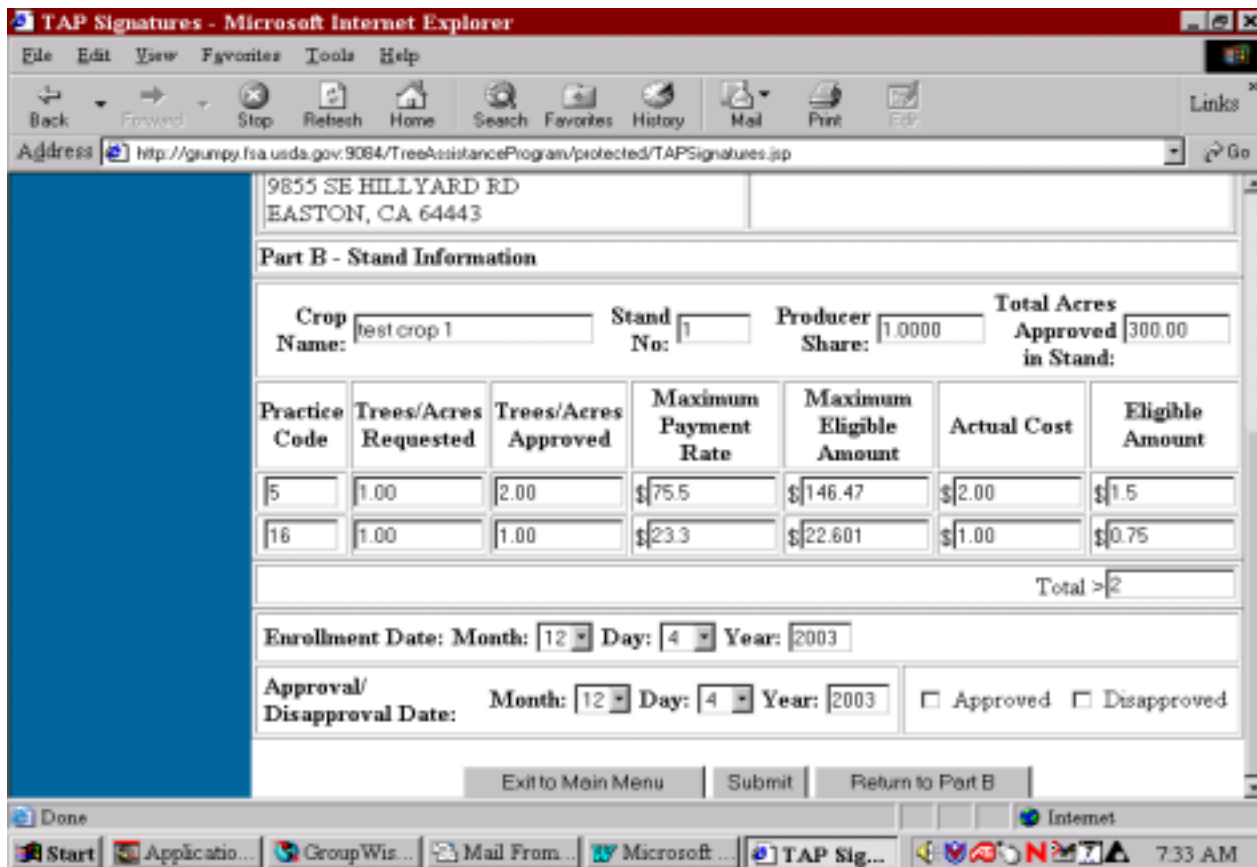 TAP Signatures - Microsoft Internet Explorer
File Edit View Favorites Tools Help
Back Forward Stop Refresh Home Search Favorites History Mail Print Edit Links
Address http://grumpy.fsa.usda.gov:9084/TreeAssistanceProgram/protected/TAPSignatures.jsp Go
9855 SE HILLYARD RD
EASTON, CA 64443
Part B - Stand Information
Crop Name: test crop 1 Stand No: 1 Producer Share: 1.0000 Total Acres Approved in Stand: 300.00
Practice Code Trees/Acres Requested Trees/Acres Approved Maximum Payment Rate Maximum Eligible Amount Actual Cost Eligible Amount
5 1.00 2.00 $75.5 $146.47 $2.00 $1.5
16 1.00 1.00 $23.3 $22.601 $1.00 $0.75
Total > 2
Enrollment Date: Month: 12 Day: 4 Year: 2003
Approval/ Disapproval Date: Month: 12 Day: 4 Year: 2003 Approved Disapproved
Exit to Main Menu Submit Return to Part B
Done Internet
Start Applicatio... GroupWis... Mail From... Microsoft ... TAP Sig... 7:33 AM